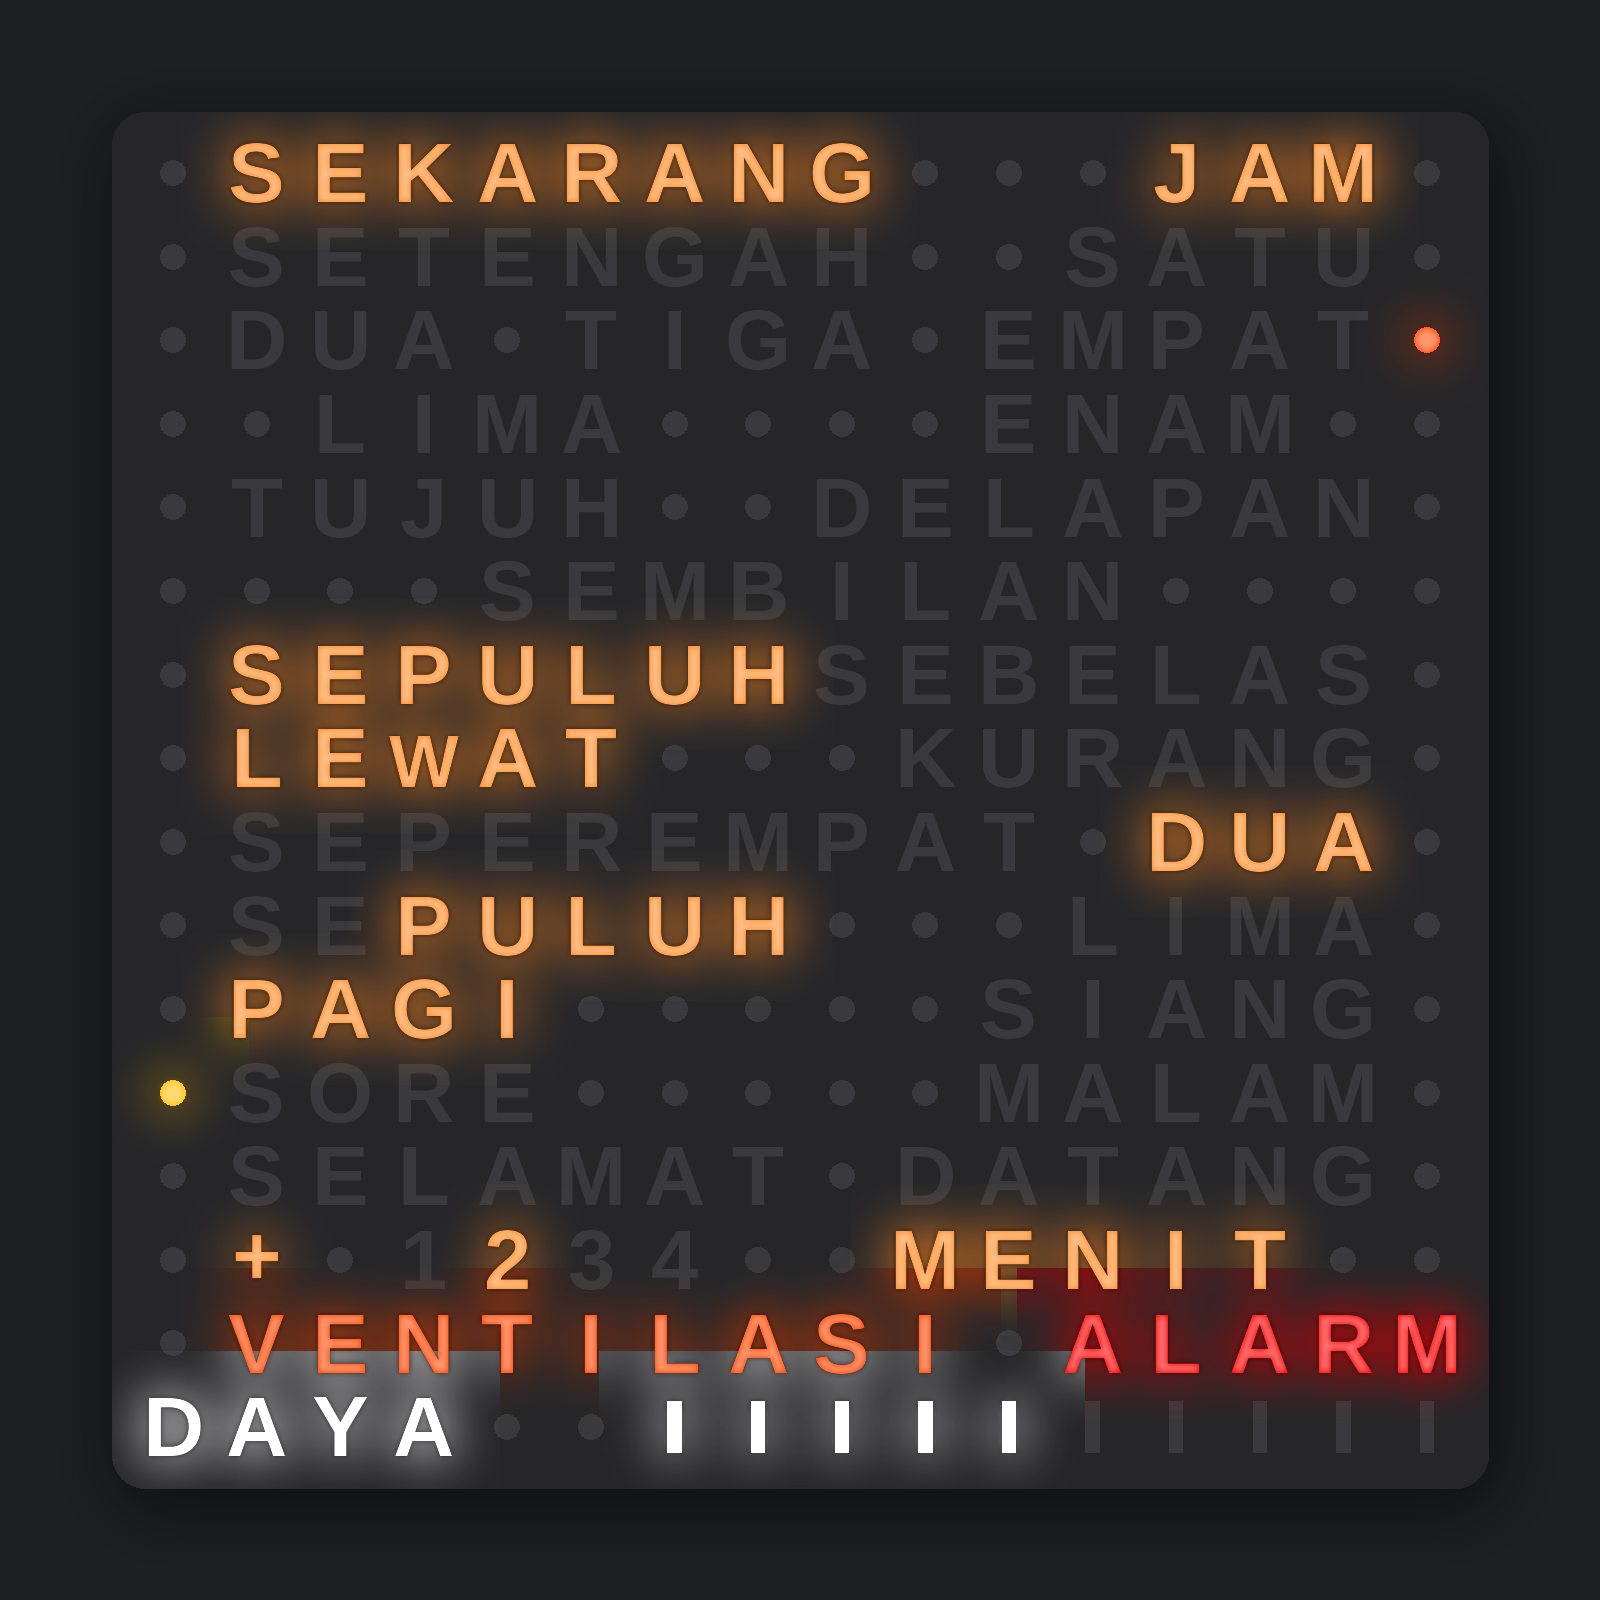 SEKARANG JAM
SETENGAH SATU
DUA TIGA EMPAT
LIMA ENAM
TUJUH DELAPAN
SEMBILAN
SEPULUH SEBELAS
LEWAT KURANG
SEPEREMPAT DUA
SEPULUH LIMA
PAGI SIANG
SORE MALAM
SELAMAT DATANG
+ 1 2 3 4 MENIT
VENTILASI ALARM
DAYA I I I I I I I I I I